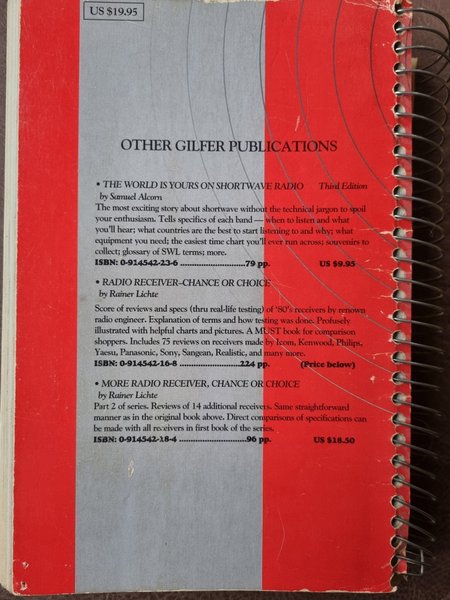 US $19.95
OTHER GILFER PUBLICATIONS
• THE WORLD IS YOURS ON SHORTWAVE RADIO Third Edition
by Samuel Alcorn
The most exciting story about shortwave without the technical jargon to spoil
your enthusiasm. Tells specifics of each band — when to listen and what
you'll hear; what countries are the best to start listening to and why; what
equipment you need; the easiest time chart you'll ever run across; souvenirs to
collect; glossary of SWL terms; more.
ISBN: 0-914542-23-6 ............................79 pp. US $9.95
• RADIO RECEIVER–CHANCE OR CHOICE
by Rainer Lichte
Score of reviews and specs (thru real-life testing) of '80's receivers by renown
radio engineer. Explanation of terms and how testing was done. Profusely
illustrated with helpful charts and pictures. A MUST book for comparison
shoppers. Includes 75 reviews on receivers made by Icom, Kenwood, Philips,
Yaesu, Panasonic, Sony, Sangean, Realistic, and many more.
ISBN: 0-914542-16-8 .........................224 pp. (Price below)
• MORE RADIO RECEIVER, CHANCE OR CHOICE
by Rainer Lichte
Part 2 of series. Reviews of 14 additional receivers. Same straightforward
manner as in the original book above. Direct comparisons of specifications can
be made with all receivers in first book of the series.
ISBN: 0-914542-18-4 ............................96 pp. US $18.50